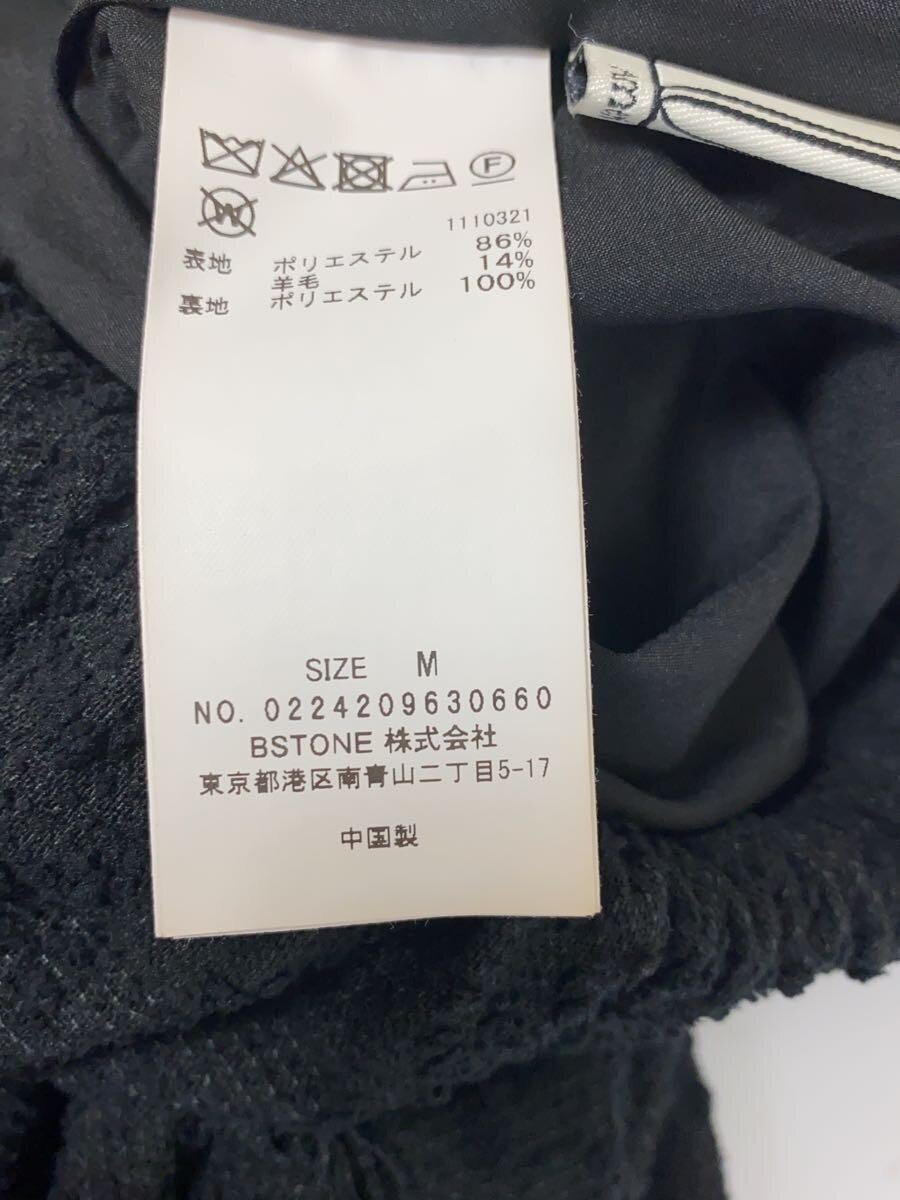 F
W
1110321
表地 ポリエステル 86%
羊毛 14%
裏地 ポリエステル 100%
SIZE M
NO. 0224209630660
BSTONE 株式会社
東京都港区南青山二丁目5-17
中国製